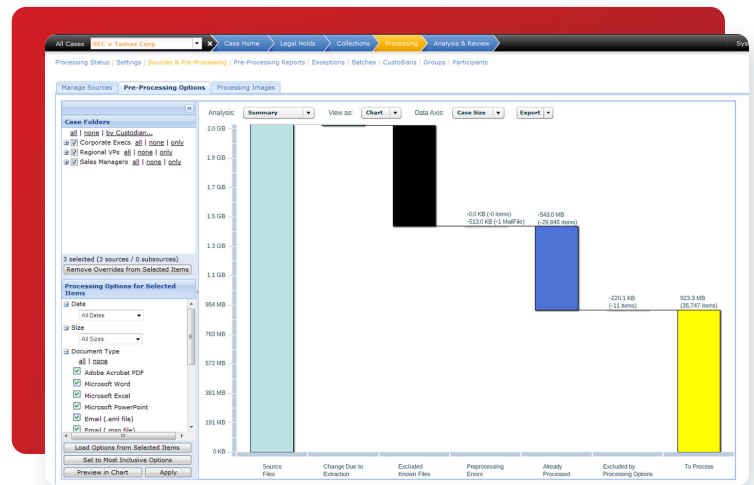 All Cases SEC v Tamas Corp X Case Home Legal Holds Collections Processing Analysis & Review Sys
Processing Status | Settings | Sources & Pre-Processing | Pre-Processing Reports | Exceptions | Batches | Custodians | Groups | Participants
Manage Sources Pre-Processing Options Processing Images
«
Case Folders
all | none | by Custodian...
Corporate Execs all | none | only
Regional VPs all | none | only
Sales Managers all | none | only
3 selected (3 sources / 0 subsources)
Remove Overrides from Selected Items
Processing Options for Selected
Items
Date
All Dates
Size
All Sizes
Document Type
all | none
Adobe Acrobat PDF
Microsoft Word
Microsoft Excel
Microsoft PowerPoint
Email (.eml file)
Email (.msg file)
Load Options from Selected Items
Set to Most Inclusive Options
Preview in Chart Apply
Analysis: Summary View as: Chart Data Axis: Case Size Export
2.0 GB
1.9 GB
1.7 GB
1.5 GB
1.3 GB
1.1 GB
954 MB
763 MB
572 MB
381 MB
191 MB
0 KB
-0.0 KB (-0 items)
-513.0 KB (-1 MailFile)
-543.0 MB
(-29,845 items)
-220.1 KB
(-11 items)
923.3 MB
(35,747 items)
Source
Files
Change Due to
Extraction
Excluded
Known Files
Preprocessing
Errors
Already
Processed
Excluded by
Processing Options
To Process